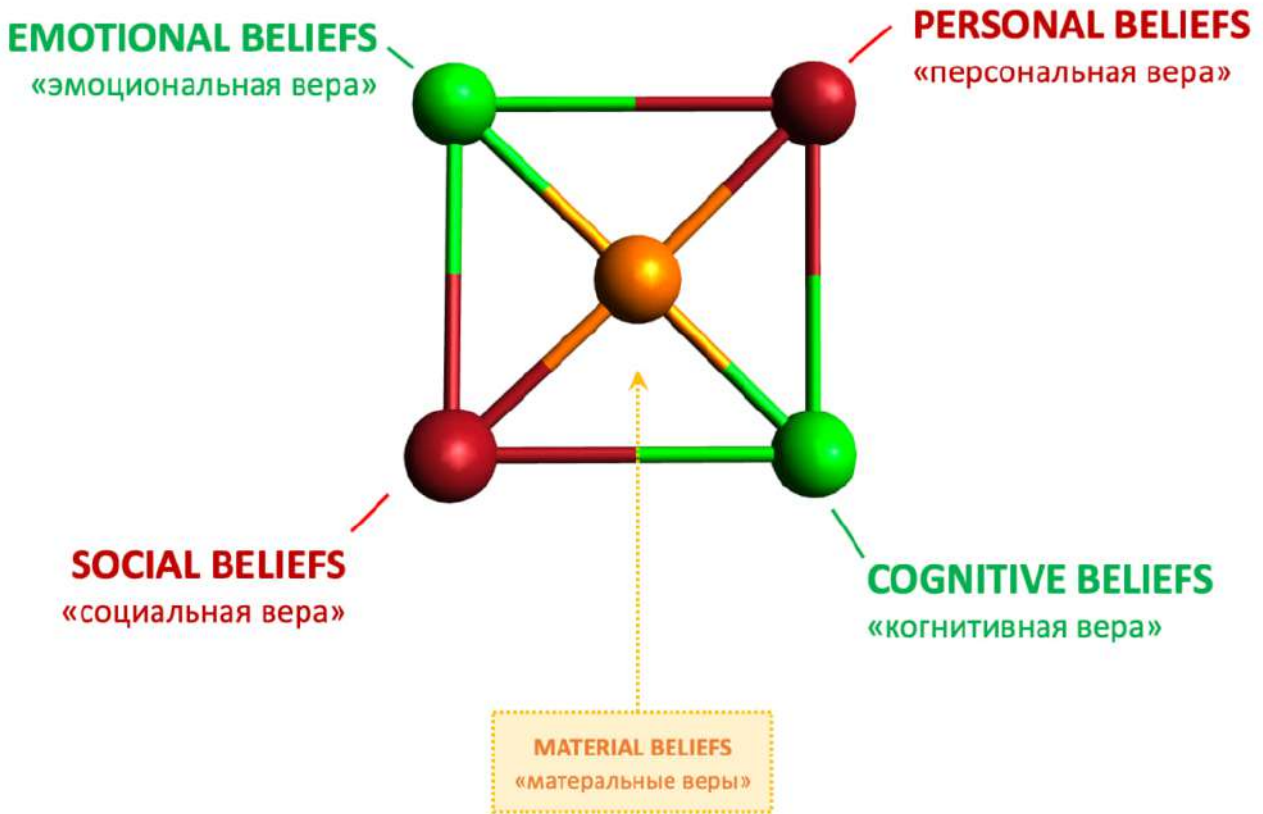 EMOTIONAL BELIEFS
«эмоциональная вера»
PERSONAL BELIEFS
«персональная вера»
SOCIAL BELIEFS
«социальная вера»
COGNITIVE BELIEFS
«когнитивная вера»
MATERIAL BELIEFS
«матеральные веры»